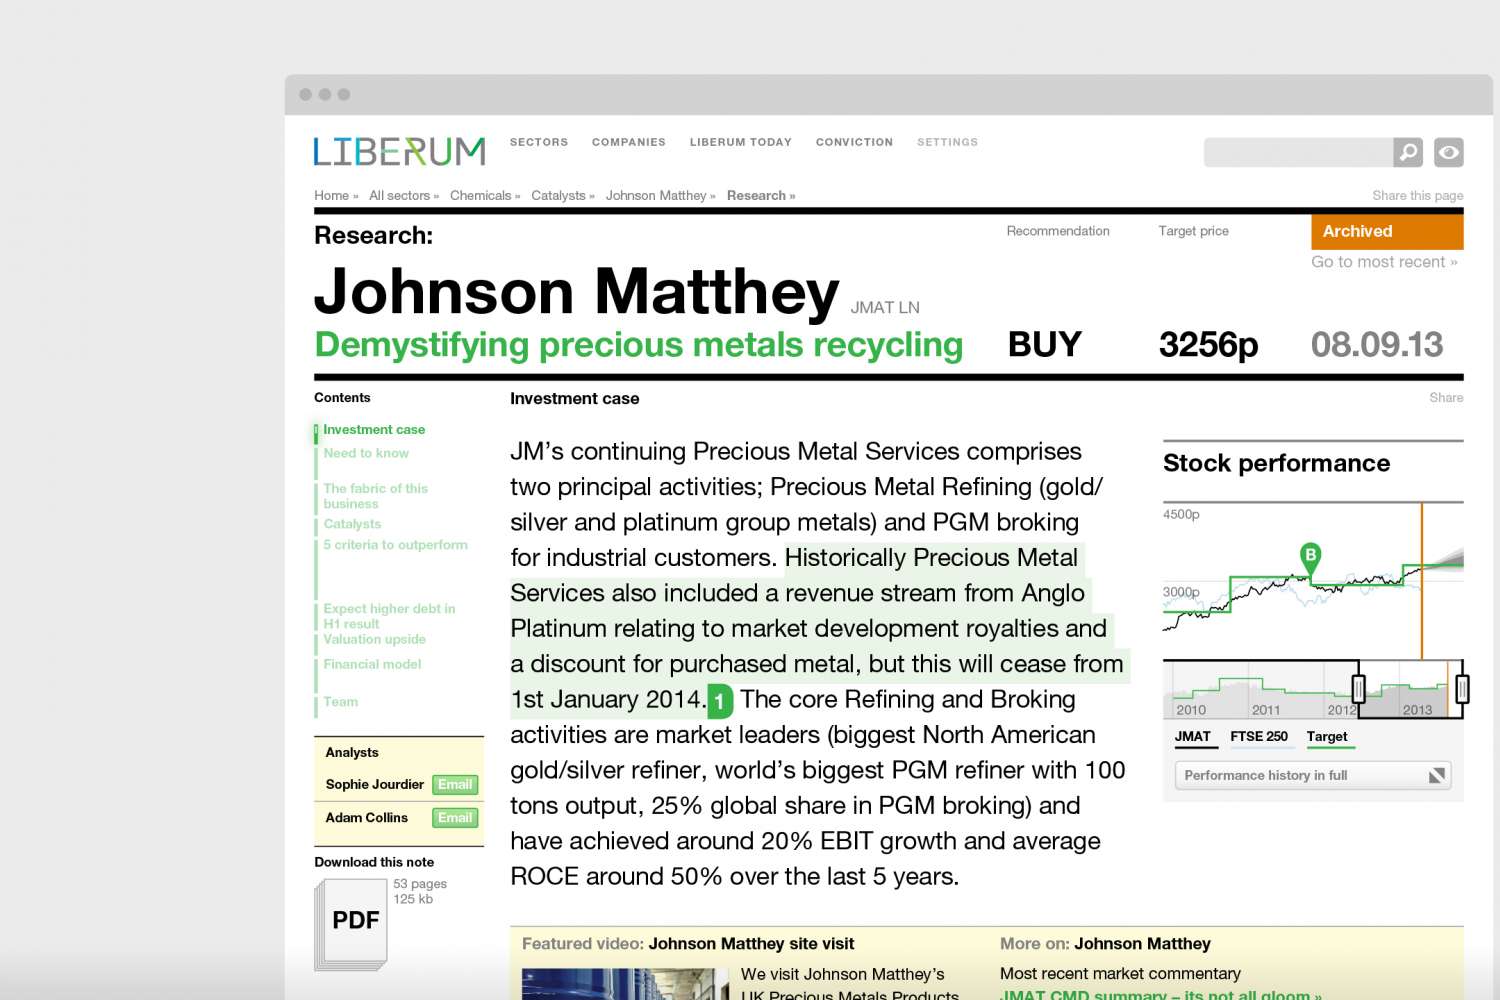 LIBERUM
SECTORS COMPANIES LIBERUM TODAY CONVICTION SETTINGS
Home » All sectors » Chemicals » Catalysts » Johnson Matthey » Research »
Share this page
Research:
Recommendation
Target price
Archived
Go to most recent »
Johnson Matthey JMAT LN
Demystifying precious metals recycling
BUY
3256p
08.09.13
Contents
Investment case
Need to know
The fabric of this
business
Catalysts
5 criteria to outperform
Expect higher debt in
H1 result
Valuation upside
Financial model
Team
Analysts
Sophie Jourdier Email
Adam Collins Email
Download this note
PDF
53 pages
125 kb
Investment case
Share
JM’s continuing Precious Metal Services comprises
two principal activities; Precious Metal Refining (gold/
silver and platinum group metals) and PGM broking
for industrial customers. Historically Precious Metal
Services also included a revenue stream from Anglo
Platinum relating to market development royalties and
a discount for purchased metal, but this will cease from
1st January 2014. 1 The core Refining and Broking
activities are market leaders (biggest North American
gold/silver refiner, world’s biggest PGM refiner with 100
tons output, 25% global share in PGM broking) and
have achieved around 20% EBIT growth and average
ROCE around 50% over the last 5 years.
Stock performance
4500p
B
3000p
2010 2011 2012 2013
JMAT FTSE 250 Target
Performance history in full
Featured video: Johnson Matthey site visit
We visit Johnson Matthey’s
UK Precious Metals Products
More on: Johnson Matthey
Most recent market commentary
JMAT CMD summary – its not all gloom »